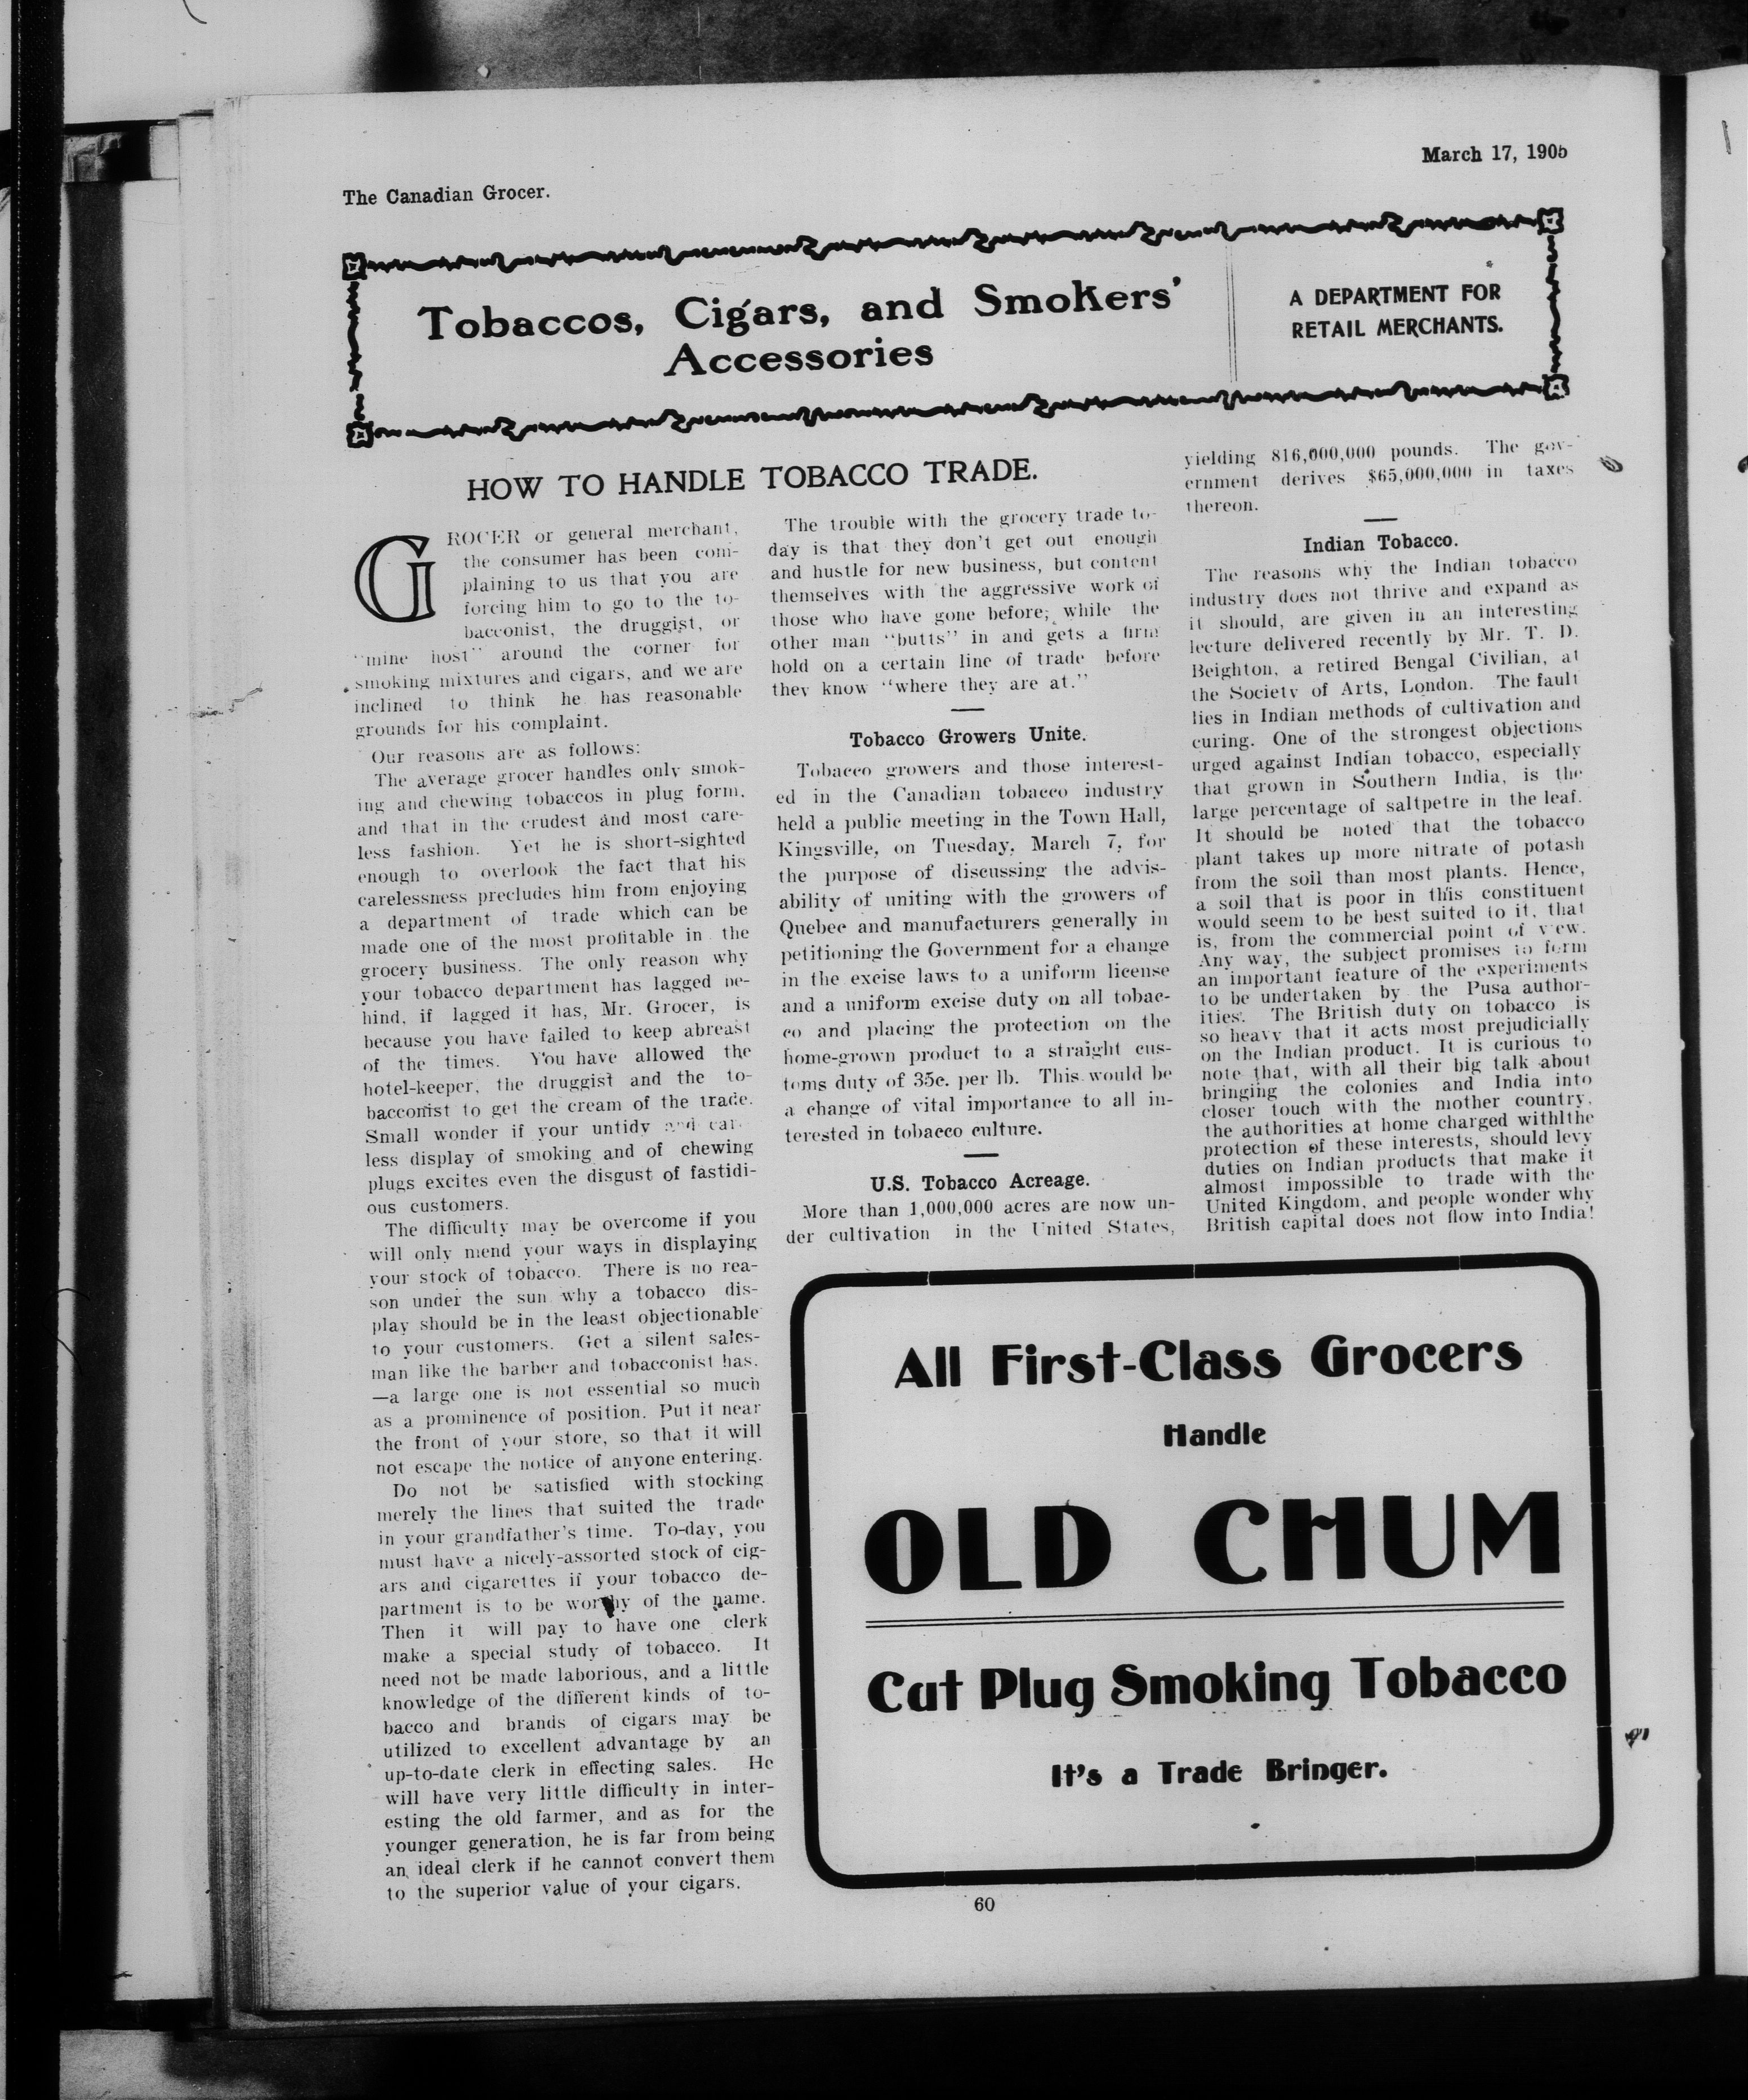 The Canadian Grocer.
March 17, 1905
Tobaccos, Cigars, and Smokers'
Accessories
A DEPARTMENT FOR
RETAIL MERCHANTS.
HOW TO HANDLE TOBACCO TRADE.
GROCER or general merchant,
the consumer has been com-
plaining to us that you are
forcing him to go to the to-
bacconist, the druggist, or
"mine host" around the corner for
smoking mixtures and cigars, and we are
inclined to think he has reasonable
grounds for his complaint.
Our reasons are as follows:
The average grocer handles only smok-
ing and chewing tobaccos in plug form,
and that in the crudest and most care-
less fashion. Yet he is short-sighted
enough to overlook the fact that his
carelessness precludes him from enjoying
a department of trade which can be
made one of the most profitable in the
grocery business. The only reason why
your tobacco department has lagged be-
hind, if lagged it has, Mr. Grocer, is
because you have failed to keep abreast
of the times. You have allowed the
hotel-keeper, the druggist and the to-
bacconist to get the cream of the trade.
Small wonder if your untidy and car-
less display of smoking and of chewing
plugs excites even the disgust of fastidi-
ous customers.
The difficulty may be overcome if you
will only mend your ways in displaying
your stock of tobacco. There is no rea-
son under the sun why a tobacco dis-
play should be in the least objectionable
to your customers. Get a silent sales-
man like the barber and tobacconist has.
—a large one is not essential so much
as a prominence of position. Put it near
the front of your store, so that it will
not escape the notice of anyone entering.
Do not be satisfied with stocking
merely the lines that suited the trade
in your grandfather's time. To-day, you
must have a nicely-assorted stock of cig-
ars and cigarettes if your tobacco de-
partment is to be worthy of the name.
Then it will pay to have one clerk
make a special study of tobacco. It
need not be made laborious, and a little
knowledge of the different kinds of to-
bacco and brands of cigars may be
utilized to excellent advantage by an
up-to-date clerk in effecting sales. He
will have very little difficulty in inter-
esting the old farmer, and as for the
younger generation, he is far from being
an ideal clerk if he cannot convert them
to the superior value of your cigars.
The trouble with the grocery trade to-
day is that they don't get out enough
and hustle for new business, but content
themselves with the aggressive work of
those who have gone before; while the
other man "butts" in and gets a firm
hold on a certain line of trade before
they know "where they are at."
Tobacco Growers Unite.
Tobacco growers and those interest-
ed in the Canadian tobacco industry
held a public meeting in the Town Hall,
Kingsville, on Tuesday, March 7, for
the purpose of discussing the advis-
ability of uniting with the growers of
Quebec and manufacturers generally in
petitioning the Government for a change
in the excise laws to a uniform license
and a uniform excise duty on all tobac-
co and placing the protection on the
home-grown product to a straight cus-
toms duty of 35c. per lb. This would be
a change of vital importance to all in-
terested in tobacco culture.
U.S. Tobacco Acreage.
More than 1,000,000 acres are now un-
der cultivation in the United States,
yielding 816,000,000 pounds. The gov-
ernment derives $65,000,000 in taxes
thereon.
Indian Tobacco.
The reasons why the Indian tobacco
industry does not thrive and expand as
it should, are given in an interesting
lecture delivered recently by Mr. T. D.
Beighton, a retired Bengal Civilian, at
the Society of Arts, London. The fault
lies in Indian methods of cultivation and
curing. One of the strongest objections
urged against Indian tobacco, especially
that grown in Southern India, is the
large percentage of saltpetre in the leaf.
It should be noted that the tobacco
plant takes up more nitrate of potash
from the soil than most plants. Hence,
a soil that is poor in this constituent
would seem to be best suited to it, that
is, from the commercial point of view.
Any way, the subject promises to form
an important feature of the experiments
to be undertaken by the Pusa author-
ities. The British duty on tobacco is
so heavy that it acts most prejudicially
on the Indian product. It is curious to
note that, with all their big talk about
bringing the colonies and India into
closer touch with the mother country,
the authorities at home charged with the
protection of these interests, should levy
duties on Indian products that make it
almost impossible to trade with the
United Kingdom, and people wonder why
British capital does not flow into India!
All First-Class Grocers
Handle
OLD CHUM
Cut Plug Smoking Tobacco
It's a Trade Bringer.
60